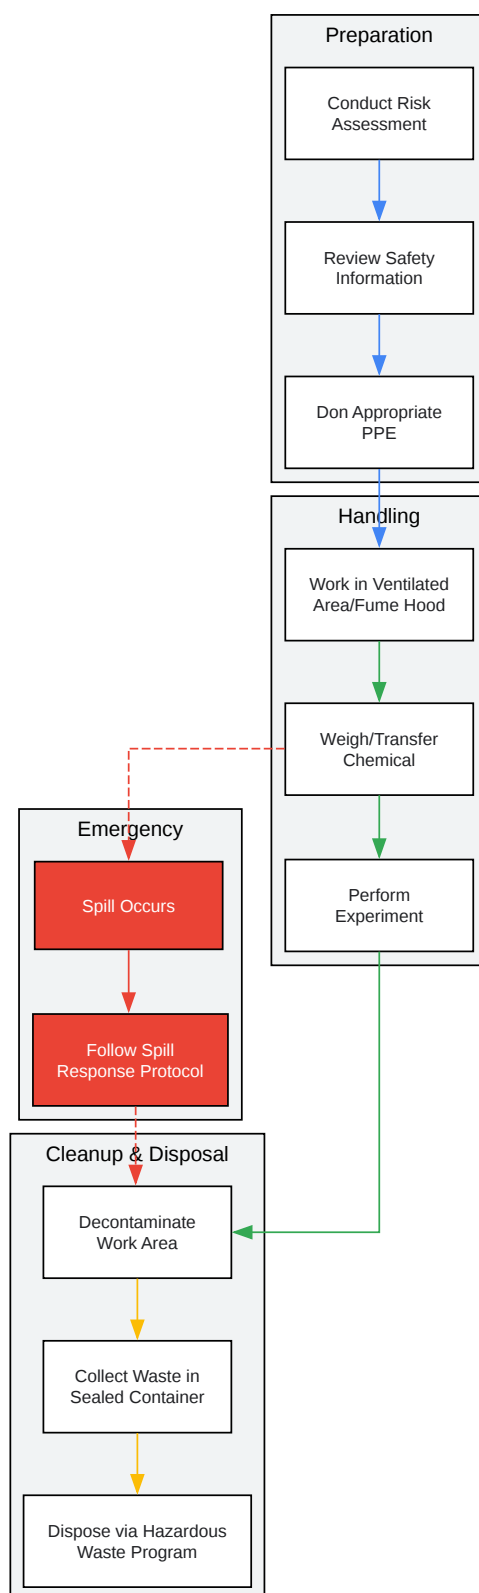 Preparation
Conduct Risk
Assessment
Review Safety
Information
Don Appropriate
PPE
Handling
Work in Ventilated
Area/Fume Hood
Weigh/Transfer
Chemical
Perform
Experiment
Emergency
Spill Occurs
Follow Spill
Response Protocol
Cleanup & Disposal
Decontaminate
Work Area
Collect Waste in
Sealed Container
Dispose via Hazardous
Waste Program